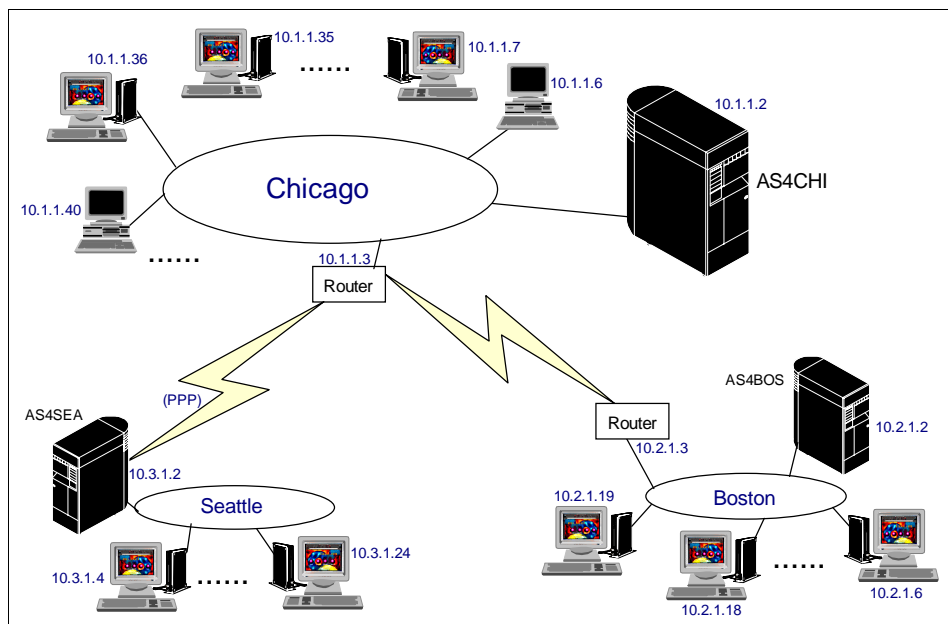 10.1.1.35
10.1.1.36
......
10.1.1.7
10.1.1.6
10.1.1.2
Chicago
AS4CHI
10.1.1.40
......
10.1.1.3
Router
(PPP)
AS4SEA
AS4BOS
Router
10.2.1.2
10.2.1.3
10.3.1.2
Seattle
10.2.1.19
Boston
10.3.1.4
......
10.3.1.24
......
10.2.1.18
10.2.1.6